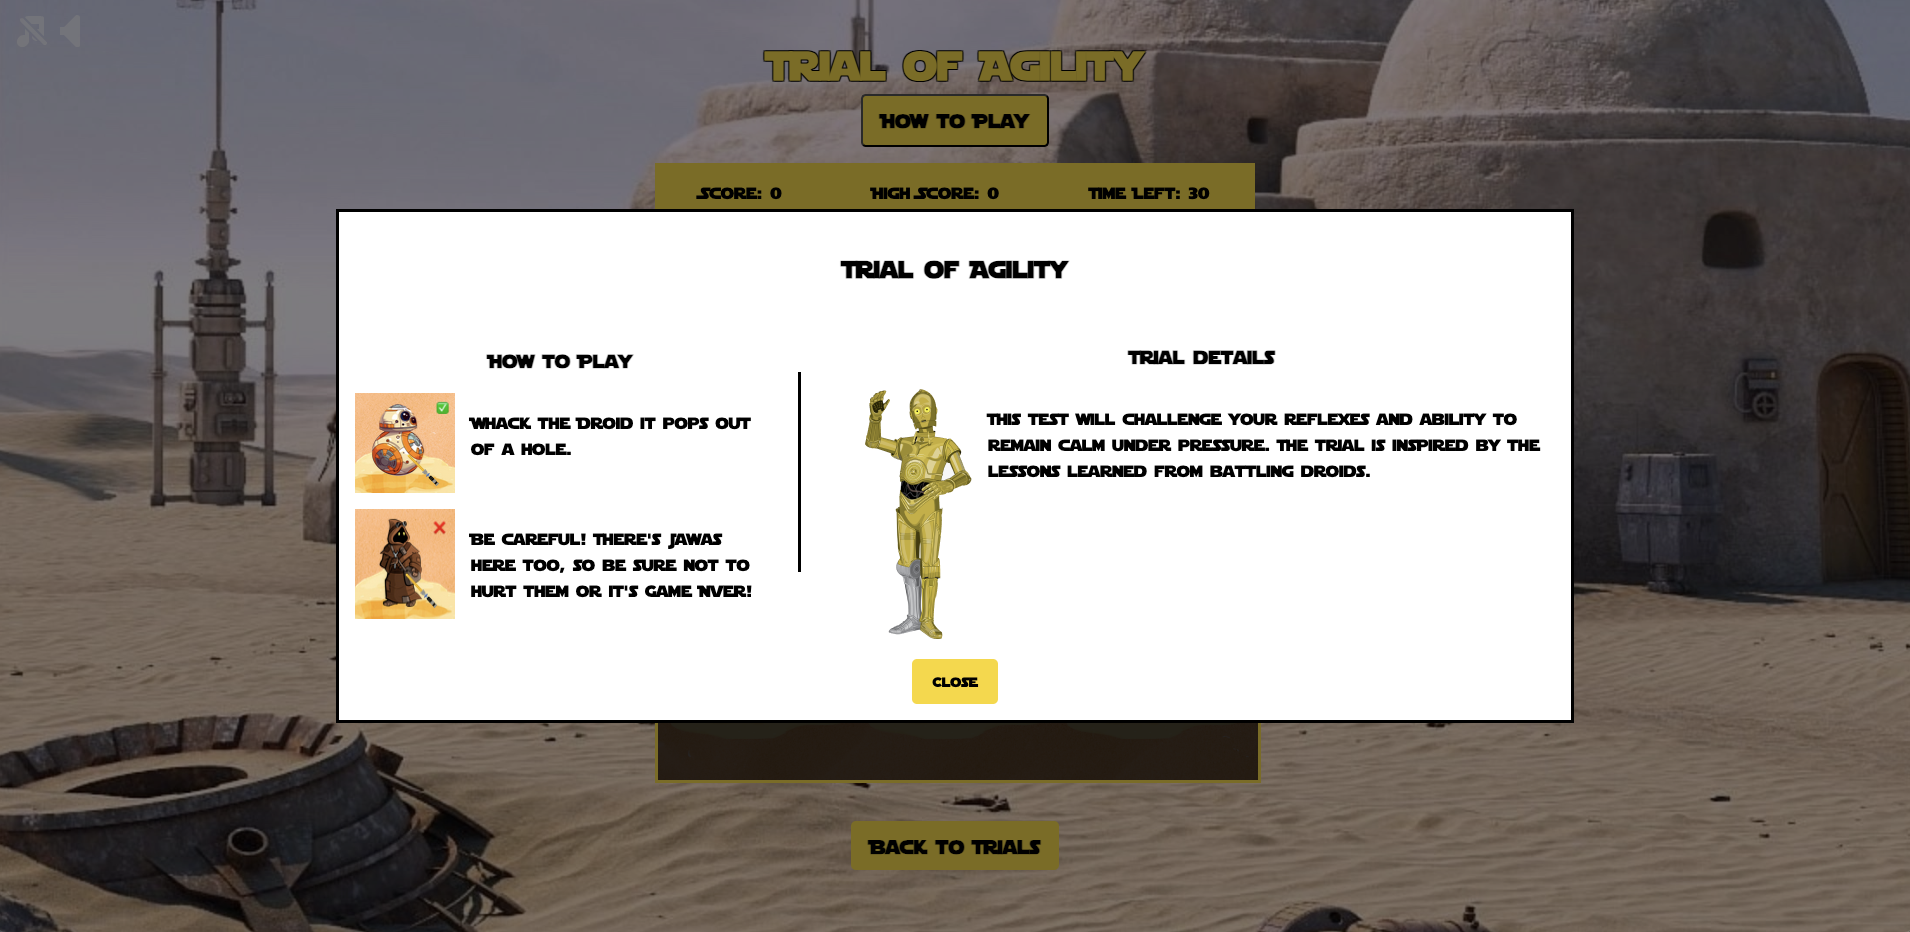 Trial of Agility
How to Play
Score: 0 High Score: 0 Time Left: 30
Trial of Agility
How to Play
Whack the Droid it pops out
of a hole.
Be careful! There's Jawas
here too, so be sure not to
hurt them or it's game Nver!
Trial details
This test will challenge your reflexes and ability to
remain calm under pressure. The trial is inspired by the
lessons learned from battling droids.
Close
Back to Trials